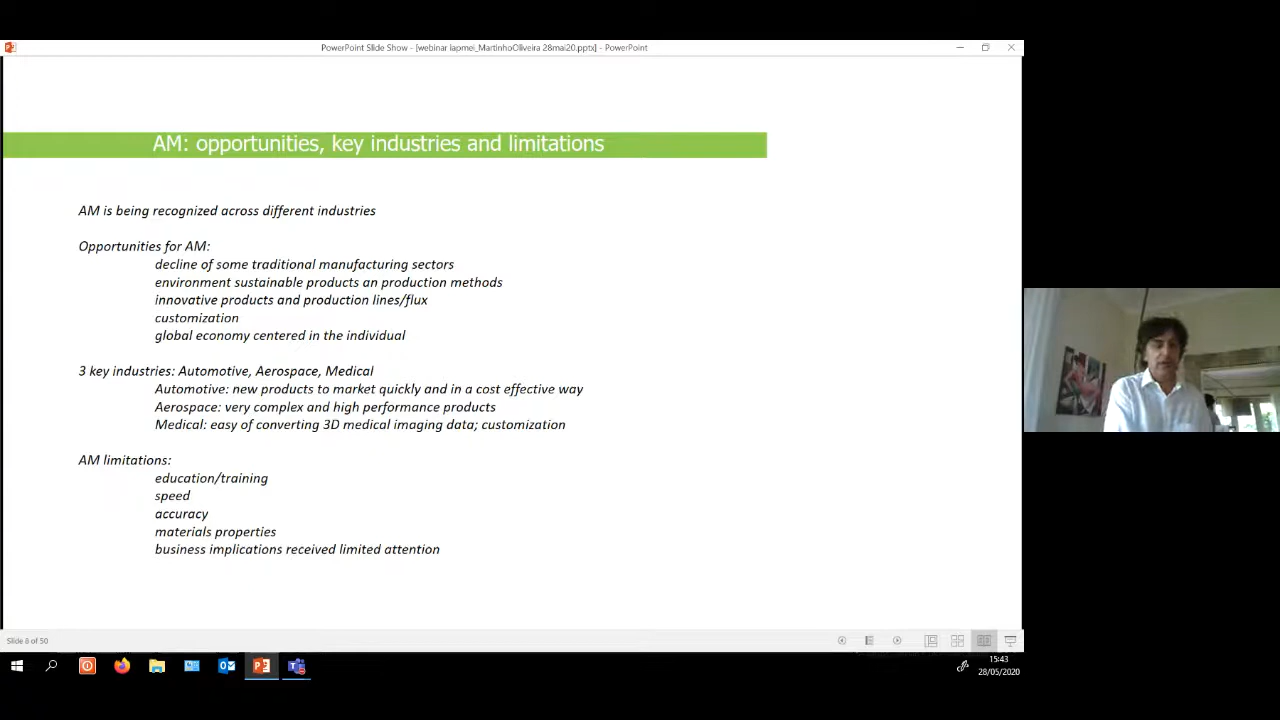 PowerPoint Slide Show - [webinar iapmei_MartinhoOliveira 28mai20.pptx] - PowerPoint
AM: opportunities, key industries and limitations
AM is being recognized across different industries
Opportunities for AM:
decline of some traditional manufacturing sectors
environment sustainable products an production methods
innovative products and production lines/flux
customization
global economy centered in the individual
3 key industries: Automotive, Aerospace, Medical
Automotive: new products to market quickly and in a cost effective way
Aerospace: very complex and high performance products
Medical: easy of converting 3D medical imaging data; customization
AM limitations:
education/training
speed
accuracy
materials properties
business implications received limited attention
Slide 8 of 50
15:43
28/05/2020